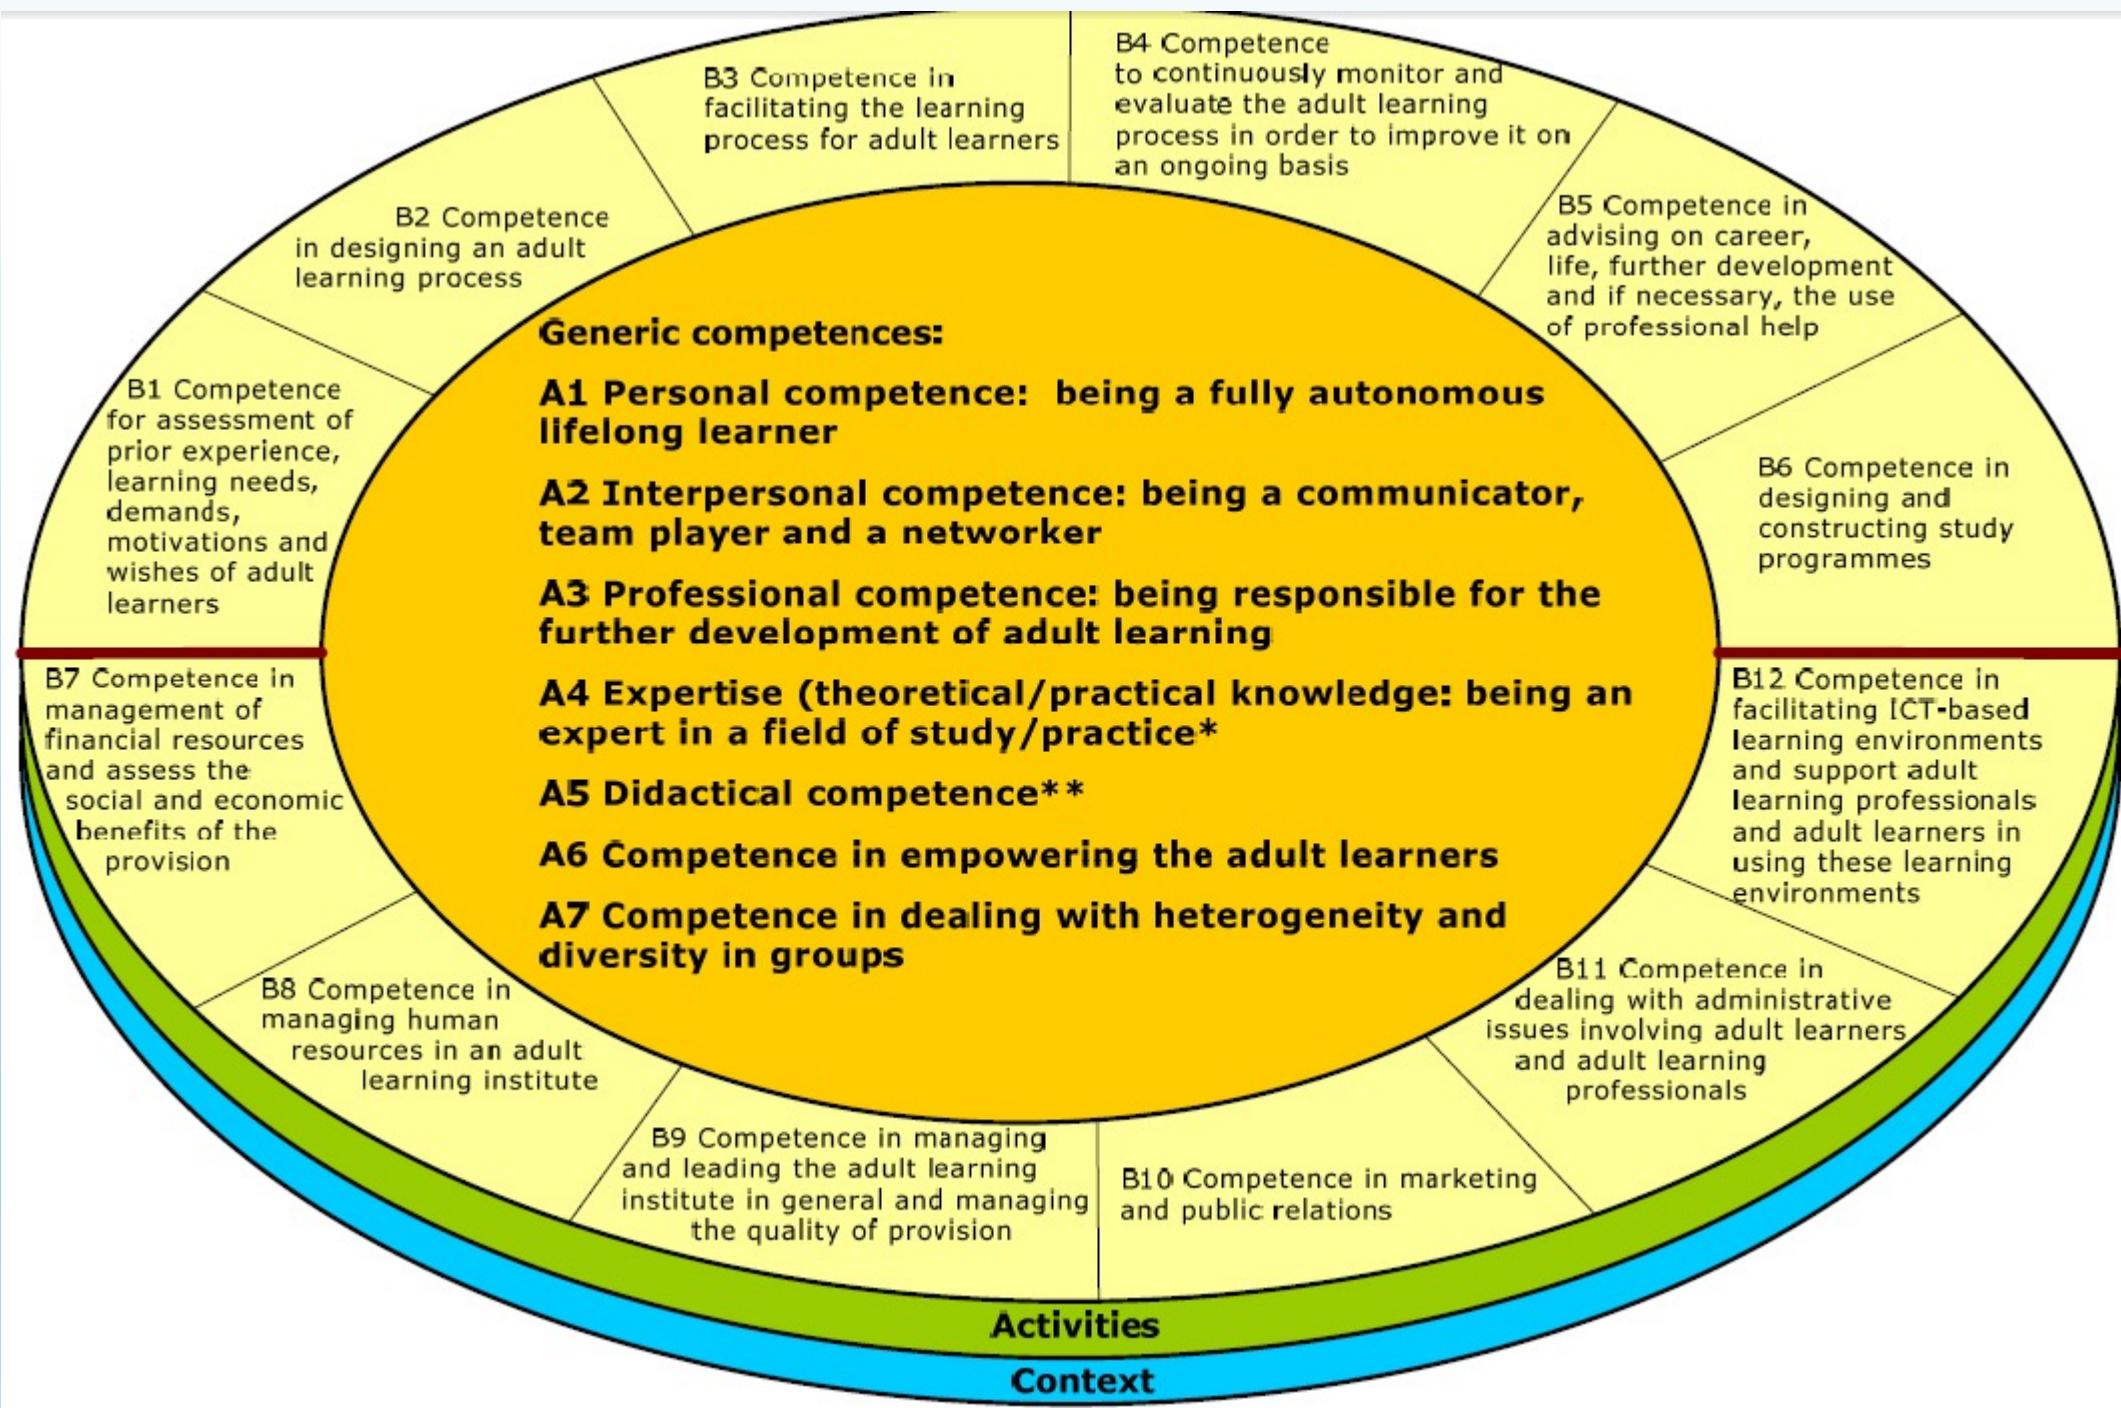 B3 Competence in
facilitating the learning
process for adult learners
B4 Competence
to continuously monitor and
evaluate the adult learning
process in order to improve it on
an ongoing basis
B2 Competence
in designing an adult
learning process
B5 Competence in
advising on career,
life, further development
and if necessary, the use
of professional help
B1 Competence
for assessment of
prior experience,
learning needs,
demands,
motivations and
wishes of adult
learners
B6 Competence in
designing and
constructing study
programmes
Generic competences:
A1 Personal competence: being a fully autonomous
lifelong learner
A2 Interpersonal competence: being a communicator,
team player and a networker
A3 Professional competence: being responsible for the
further development of adult learning
A4 Expertise (theoretical/practical knowledge: being an
expert in a field of study/practice*
A5 Didactical competence**
A6 Competence in empowering the adult learners
A7 Competence in dealing with heterogeneity and
diversity in groups
B7 Competence in
management of
financial resources
and assess the
social and economic
benefits of the
provision
B12 Competence in
facilitating ICT-based
learning environments
and support adult
learning professionals
and adult learners in
using these learning
environments
B8 Competence in
managing human
resources in an adult
learning institute
B11 Competence in
dealing with administrative
issues involving adult learners
and adult learning
professionals
B9 Competence in managing
and leading the adult learning
institute in general and managing
the quality of provision
B10 Competence in marketing
and public relations
Activities
Context